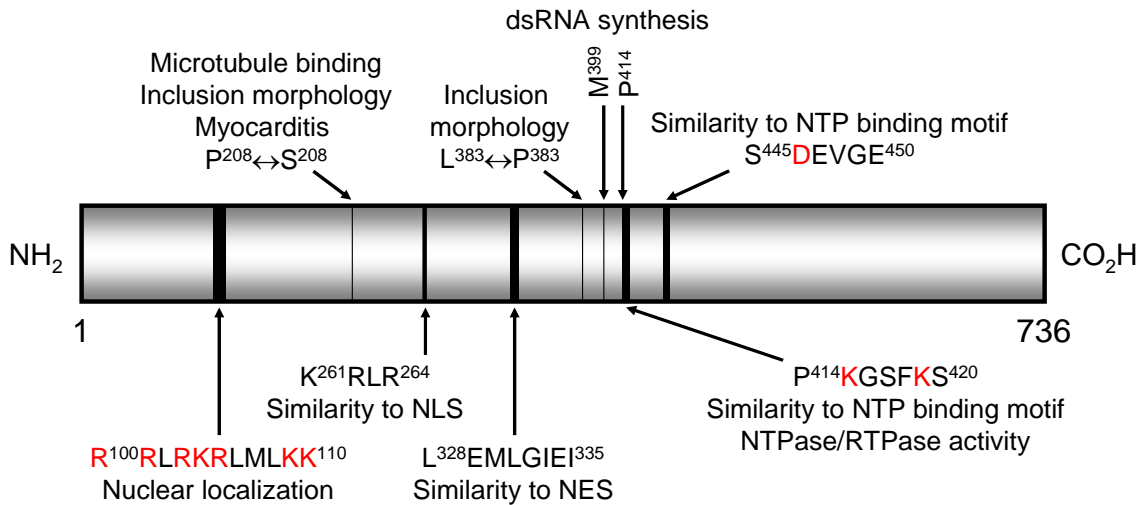 dsRNA synthesis
M³⁹⁹
P⁴¹⁴
Microtubule binding
Inclusion morphology
Myocarditis
P²⁰⁸↔S²⁰⁸
Inclusion
morphology
L³⁸³↔P³⁸³
Similarity to NTP binding motif
S⁴⁴⁵DEVGE⁴⁵⁰
NH₂
CO₂H
1
736
K²⁶¹RLR²⁶⁴
Similarity to NLS
P⁴¹⁴KGSFKS⁴²⁰
Similarity to NTP binding motif
NTPase/RTPase activity
R¹⁰⁰RLRKRLMLKK¹¹⁰
Nuclear localization
L³²⁸EMLGIEI³³⁵
Similarity to NES